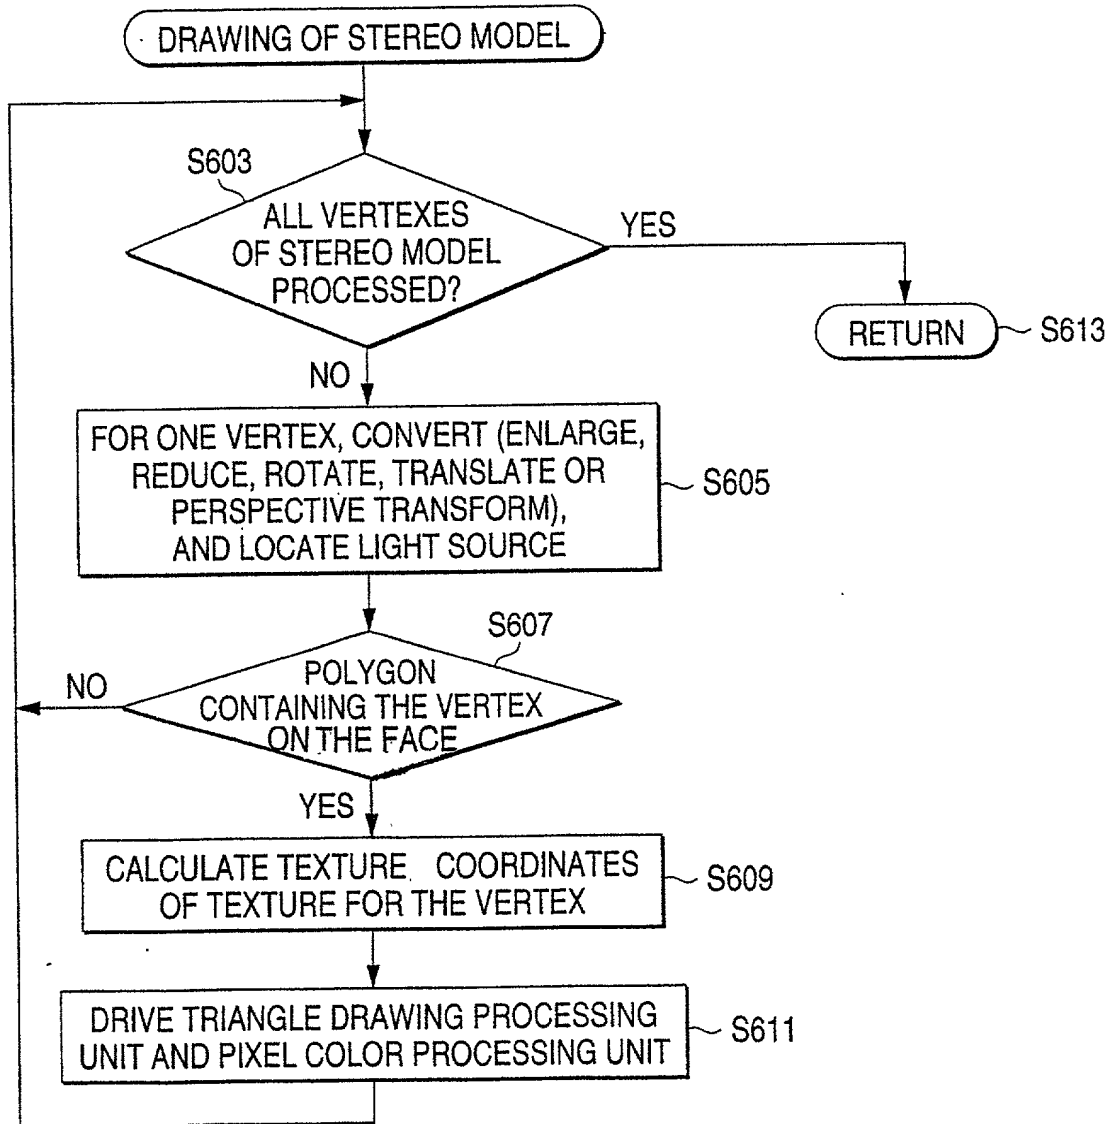 DRAWING OF STEREO MODEL
S603
ALL VERTEXES
OF STEREO MODEL
PROCESSED?
YES
RETURN
S613
NO
FOR ONE VERTEX, CONVERT (ENLARGE,
REDUCE, ROTATE, TRANSLATE OR
PERSPECTIVE TRANSFORM),
AND LOCATE LIGHT SOURCE
S605
S607
POLYGON
CONTAINING THE VERTEX
ON THE FACE
NO
YES
CALCULATE TEXTURE COORDINATES
OF TEXTURE FOR THE VERTEX
S609
DRIVE TRIANGLE DRAWING PROCESSING
UNIT AND PIXEL COLOR PROCESSING UNIT
S611